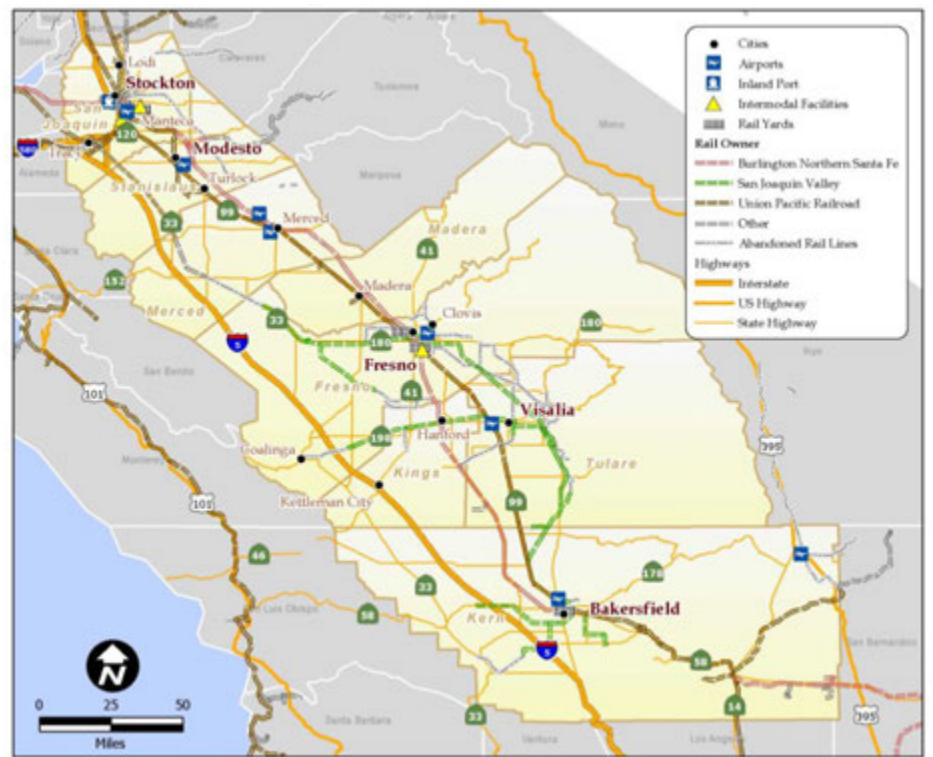 Cities
Airports
Inland Port
Intermodal Facilities
Rail Yards
Rail Owner
Burlington Northern Santa Fe
San Joaquin Valley
Union Pacific Railroad
Other
Abandoned Rail Lines
Highways
Interstate
US Highway
State Highway
Calaveras
Lodi
Stockton
San
Joaquin
Manteca
120
Tracy
Alameda
Modesto
Tuolumne
Mono
Stanislaus
Turlock
99
Mariposa
Merced
33
41
Madera
Santa Clara
152
Merced
Madera
Clovis
33
180
180
5
Fresno
Inyo
San Benito
Fresno
41
101
Visalia
Hanford
198
Coalinga
395
Monterey
Kings
Tulare
Kettleman City
101
99
46
33
178
58
San Luis Obispo
Bakersfield
Kern
San Bernardino
5
58
N
0 25 50
Miles
14
33
395
Santa Barbara
Ventura
Los Angeles